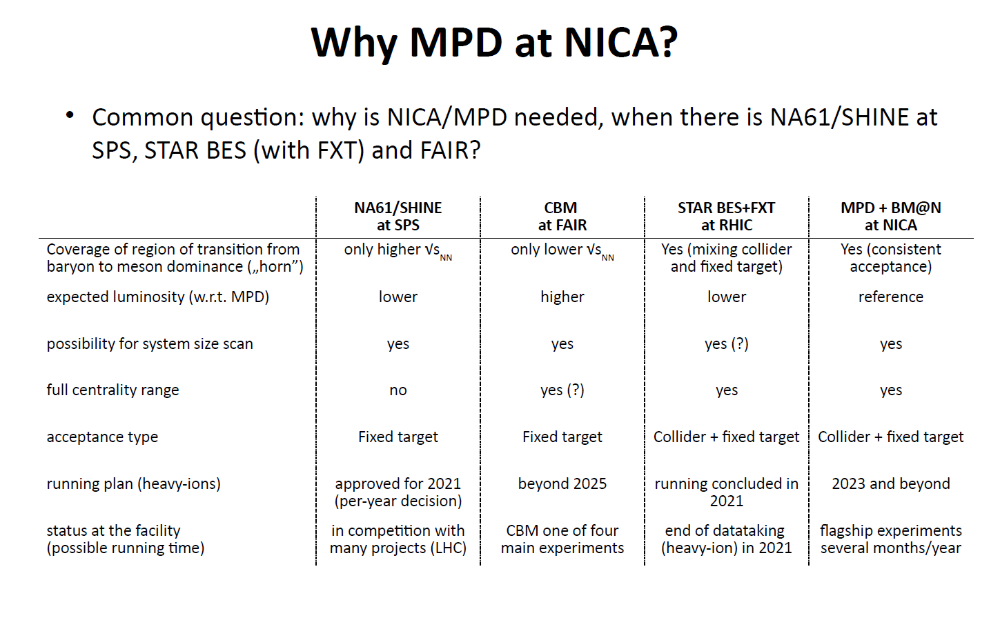 Why MPD at NICA?
• Common question: why is NICA/MPD needed, when there is NA61/SHINE at
SPS, STAR BES (with FXT) and FAIR?
NA61/SHINE at SPS CBM at FAIR STAR BES+FXT at RHIC MPD + BM@N at NICA
Coverage of region of transition from baryon to meson dominance („horn”) only higher √sNN only lower √sNN Yes (mixing collider and fixed target) Yes (consistent acceptance)
expected luminosity (w.r.t. MPD) lower higher lower reference
possibility for system size scan yes yes yes (?) yes
full centrality range no yes (?) yes yes
acceptance type Fixed target Fixed target Collider + fixed target Collider + fixed target
running plan (heavy-ions) approved for 2021 (per-year decision) beyond 2025 running concluded in 2021 2023 and beyond
status at the facility (possible running time) in competition with many projects (LHC) CBM one of four main experiments end of datataking (heavy-ion) in 2021 flagship experiments several months/year